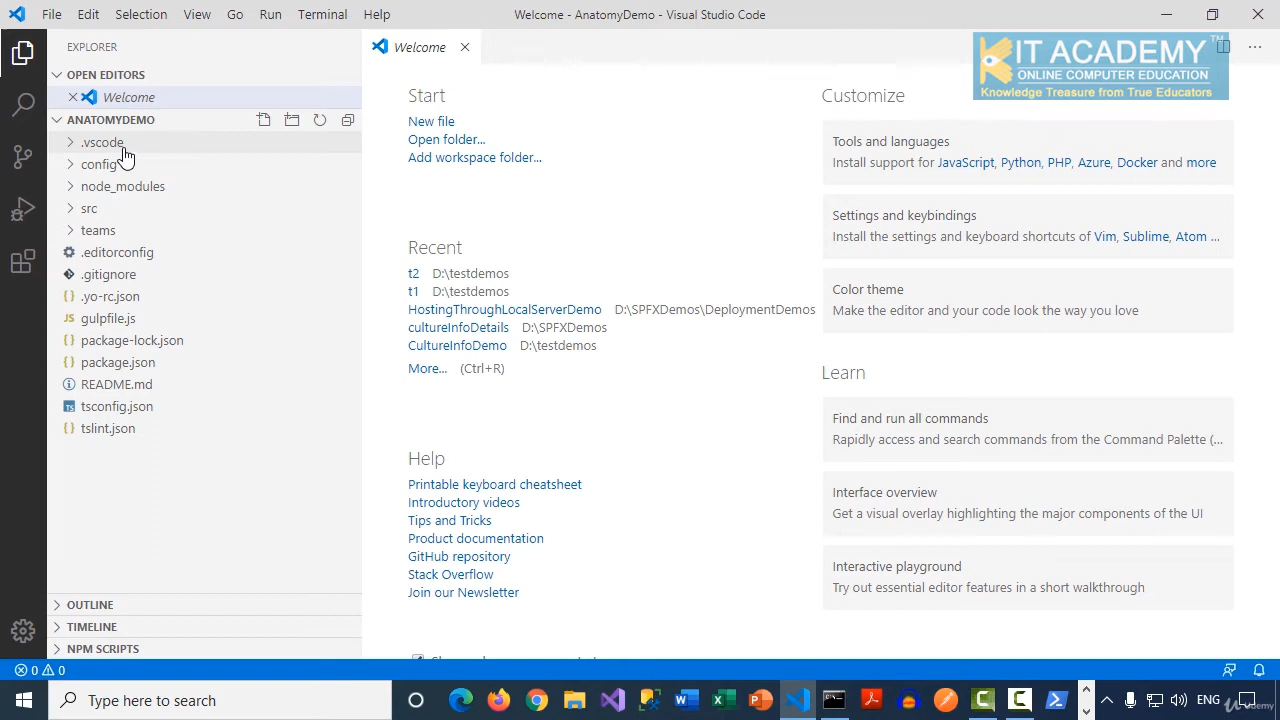 File Edit Selection View Go Run Terminal Help
Welcome - AnatomyDemo - Visual Studio Code
EXPLORER
OPEN EDITORS
Welcome
ANATOMYDEMO
.vscode
config
node_modules
src
teams
.editorconfig
.gitignore
.yo-rc.json
gulpfile.js
package-lock.json
package.json
README.md
tsconfig.json
tslint.json
OUTLINE
TIMELINE
NPM SCRIPTS
Welcome
KIT ACADEMY TM
ONLINE COMPUTER EDUCATION
Knowledge Treasure from True Educators
Start
New file
Open folder...
Add workspace folder...
Recent
t2 D:\testdemos
t1 D:\testdemos
HostingThroughLocalServerDemo D:\SPFXDemos\DeploymentDemos
cultureInfoDetails D:\SPFXDemos
CultureInfoDemo D:\testdemos
More... (Ctrl+R)
Help
Printable keyboard cheatsheet
Introductory videos
Tips and Tricks
Product documentation
GitHub repository
Stack Overflow
Join our Newsletter
Customize
Tools and languages
Install support for JavaScript, Python, PHP, Azure, Docker and more
Settings and keybindings
Install the settings and keyboard shortcuts of Vim, Sublime, Atom ...
Color theme
Make the editor and your code look the way you love
Learn
Find and run all commands
Rapidly access and search commands from the Command Palette (...
Interface overview
Get a visual overlay highlighting the major components of the UI
Interactive playground
Try out essential editor features in a short walkthrough
0 0
Type here to search
ENG
Udemy